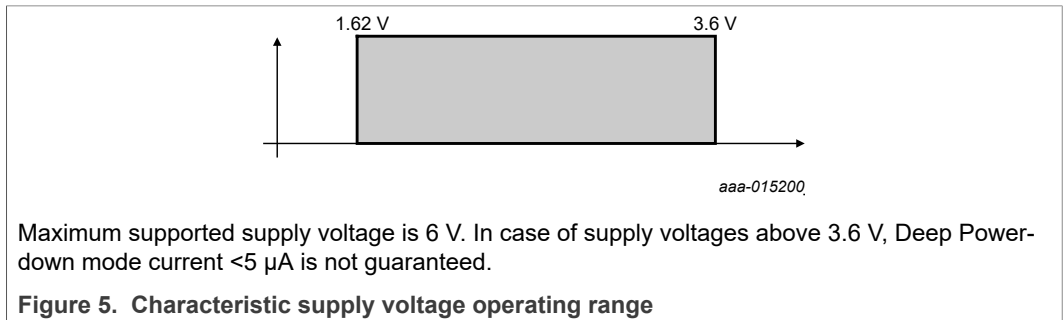 1.62 V 3.6 V
aaa-015200
Maximum supported supply voltage is 6 V. In case of supply voltages above 3.6 V, Deep Power-
down mode current <5 µA is not guaranteed.
Figure 5. Characteristic supply voltage operating range